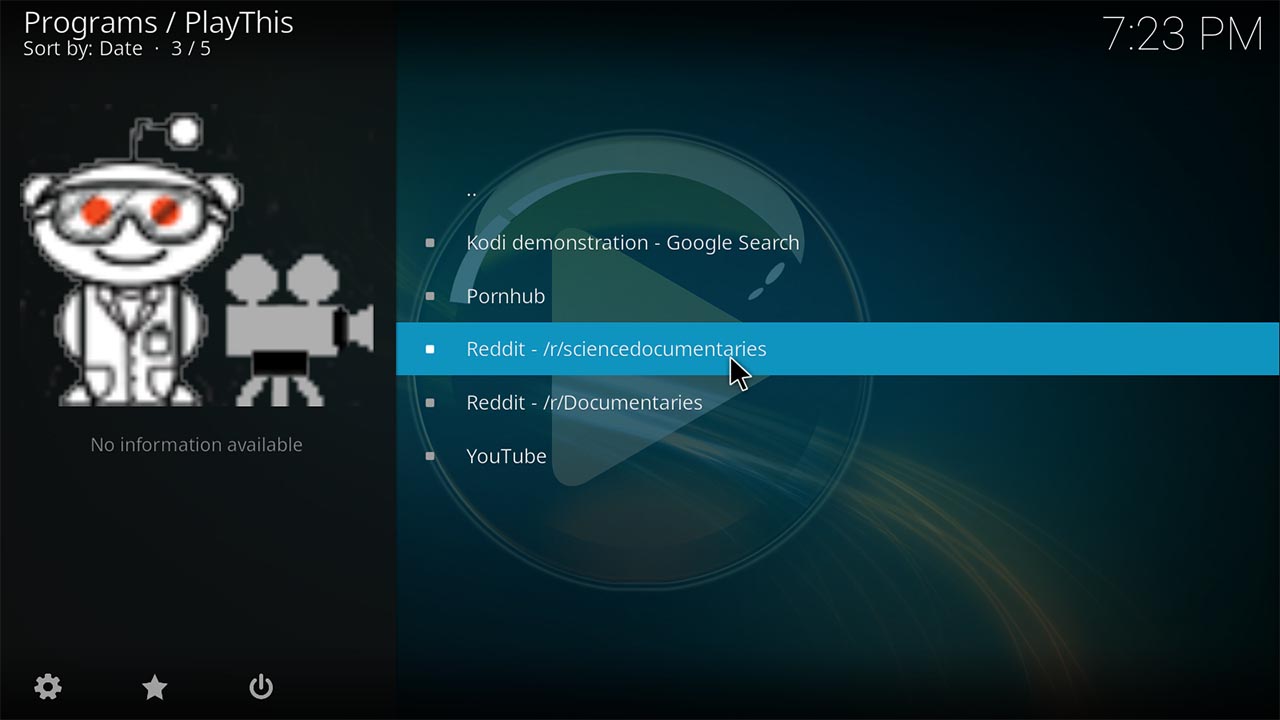 Programs / PlayThis
Sort by: Date · 3 / 5
7:23 PM
..
Kodi demonstration - Google Search
Pornhub
Reddit - /r/sciencedocumentaries
Reddit - /r/Documentaries
YouTube
No information available